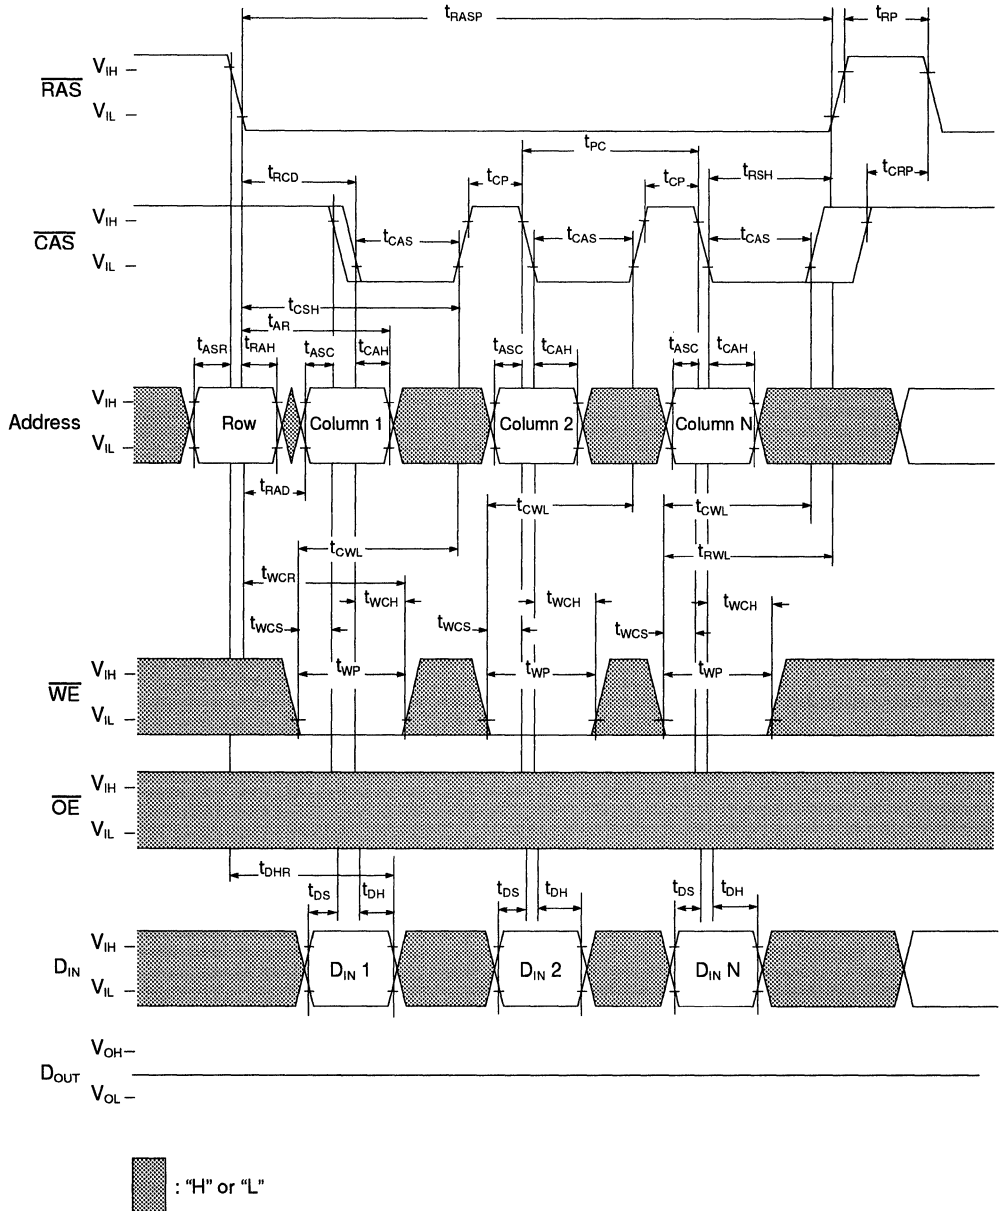 tRASP
tRP
RAS
VIH
VIL
tRCD
tCP
tPC
tCP
tRSH
tCRP
CAS
VIH
VIL
tCAS
tCAS
tCAS
tCSH
tAR
tASR
tRAH
tASC
tCAH
tASC
tCAH
tASC
tCAH
Address
VIH
VIL
Row
Column 1
Column 2
Column N
tRAD
tCWL
tCWL
tCWL
tRWL
tWCR
tWCH
tWCH
tWCH
tWCS
tWCS
tWCS
WE
VIH
VIL
tWP
tWP
tWP
OE
VIH
VIL
tDHR
tDS
tDH
tDS
tDH
tDS
tDH
DIN
VIH
VIL
DIN 1
DIN 2
DIN N
DOUT
VOH
VOL
: “H” or “L”